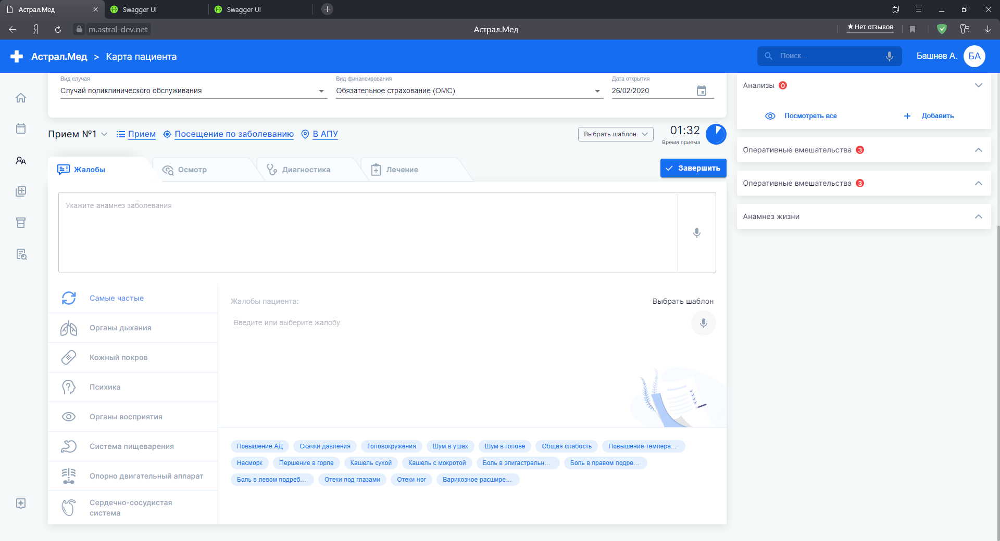 Астрал.Мед
Swagger UI
Swagger UI
Я
m.astral-dev.net
Астрал.Мед
★Нет отзывов
Астрал.Мед > Карта пациента
Поиск...
Башнев А.
БА
Вид случая
Случай поликлинического обслуживания
Вид финансирования
Обязательное страхование (ОМС)
Дата открытия
26/02/2020
Прием №1
Прием
Посещение по заболеванию
В АПУ
Выбрать шаблон
01:32
Время приема
Жалобы
Осмотр
Диагностика
Лечение
Завершить
Укажите анамнез заболевания
Самые частые
Органы дыхания
Кожный покров
Психика
Органы восприятия
Система пищеварения
Опорно двигательный аппарат
Сердечно-сосудистая
система
Жалобы пациента:
Выбрать шаблон
Введите или выберите жалобу
Повышение АД
Скачки давления
Головокружения
Шум в ушах
Шум в голове
Общая слабость
Повышение темпера...
Насморк
Першение в горле
Кашель сухой
Кашель с мокротой
Боль в эпигастральн...
Боль в правом подре...
Боль в левом подреб...
Отеки под глазами
Отеки ног
Варикозное расшире...
Анализы 0
Посмотреть все
+ Добавить
Оперативные вмешательства 3
Оперативные вмешательства 3
Анамнез жизни